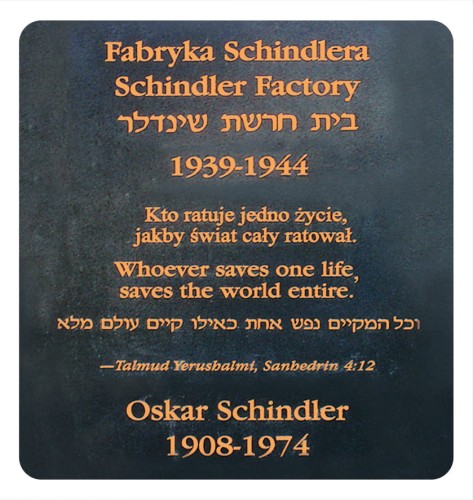 Fabryka Schindlera
Schindler Factory
בית חרשת שינדלר
1939-1944
Kto ratuje jedno życie,
jakby świat cały ratował.
Whoever saves one life,
saves the world entire.
וכל המקיים נפש אחת כאילו קיים עולם מלא
—Talmud Yerushalmi, Sanhedrin 4:12
Oskar Schindler
1908-1974